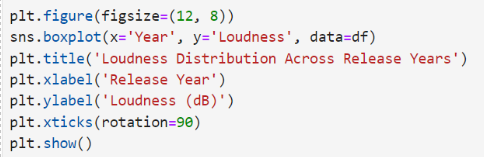 plt.figure(figsize=(12, 8))
sns.boxplot(x='Year', y='Loudness', data=df)
plt.title('Loudness Distribution Across Release Years')
plt.xlabel('Release Year')
plt.ylabel('Loudness (dB)')
plt.xticks(rotation=90)
plt.show()